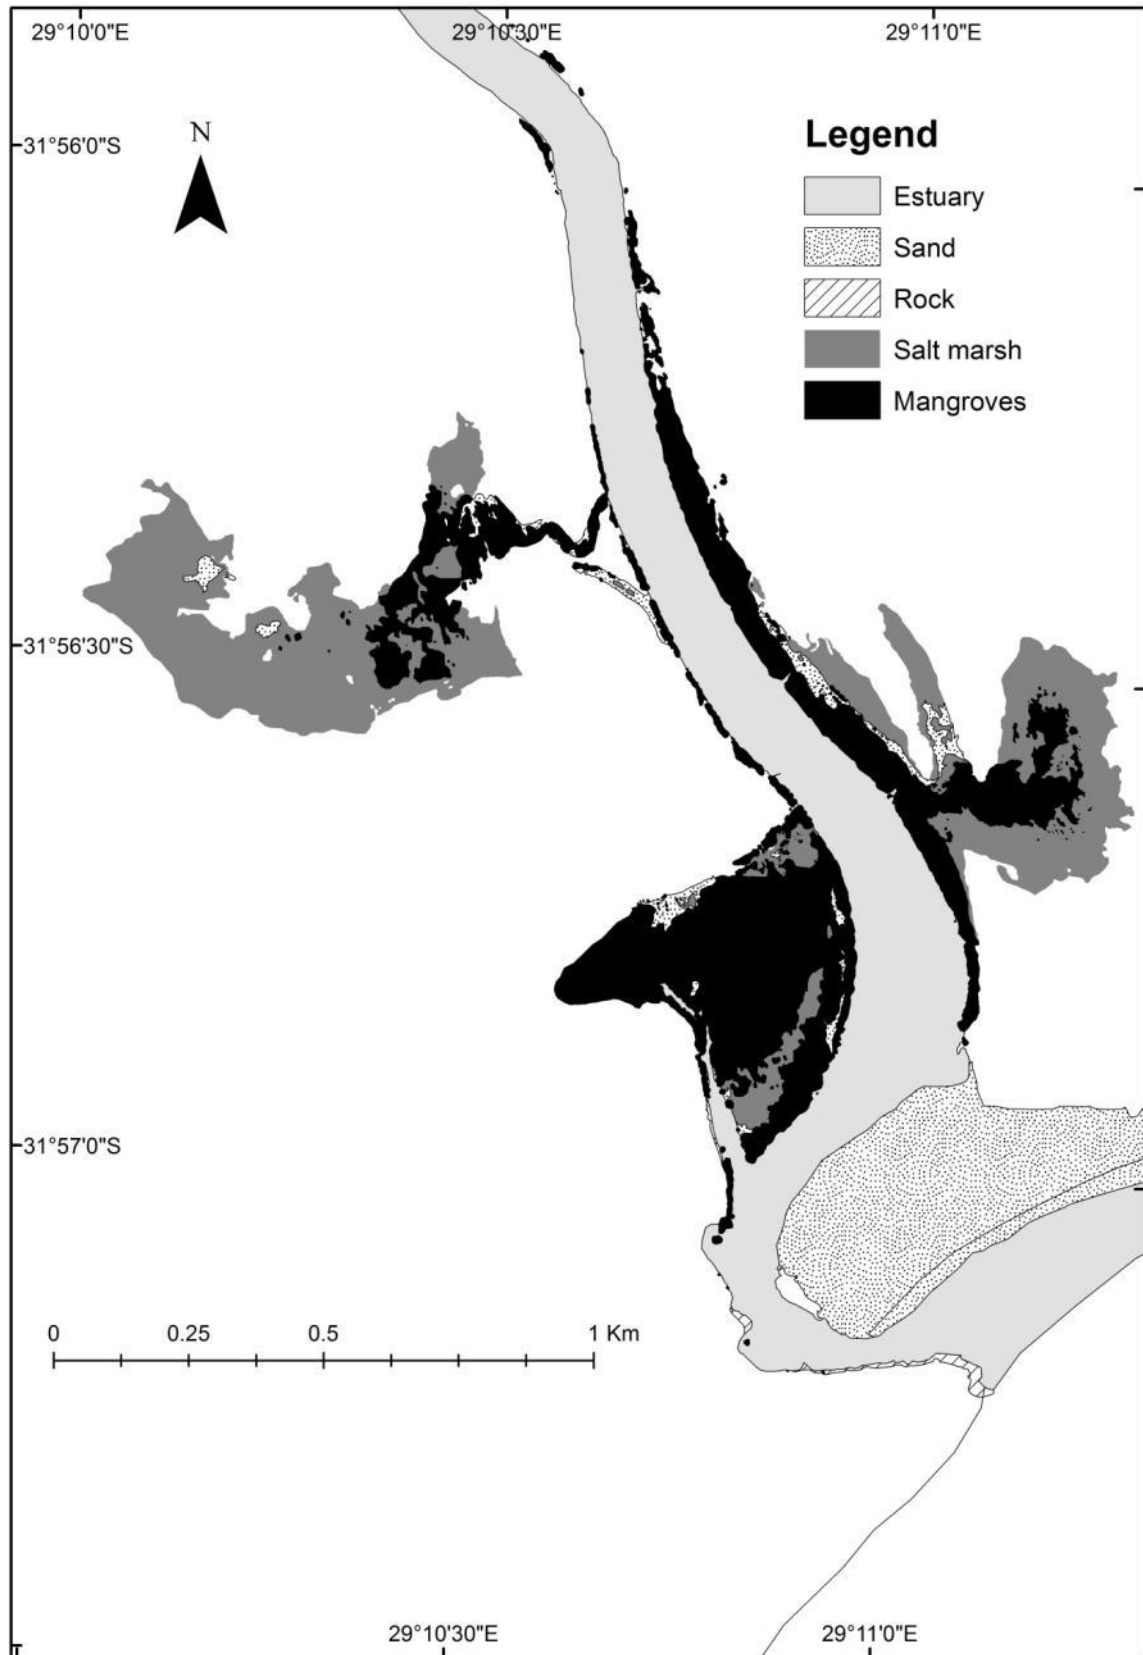 29°10'0"E 29°10'30"E 29°11'0"E
N
31°56'0"S
Legend
Estuary
Sand
Rock
Salt marsh
Mangroves
31°56'30"S
31°57'0"S
0 0.25 0.5 1 Km
29°10'30"E 29°11'0"E